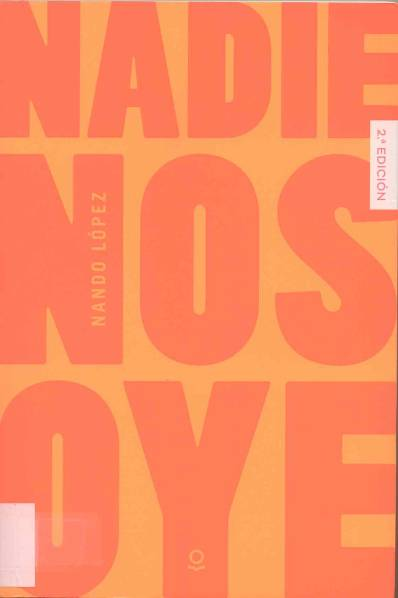 NADIE
NOS
OYE
NANDO LÓPEZ
2.ª EDICIÓN